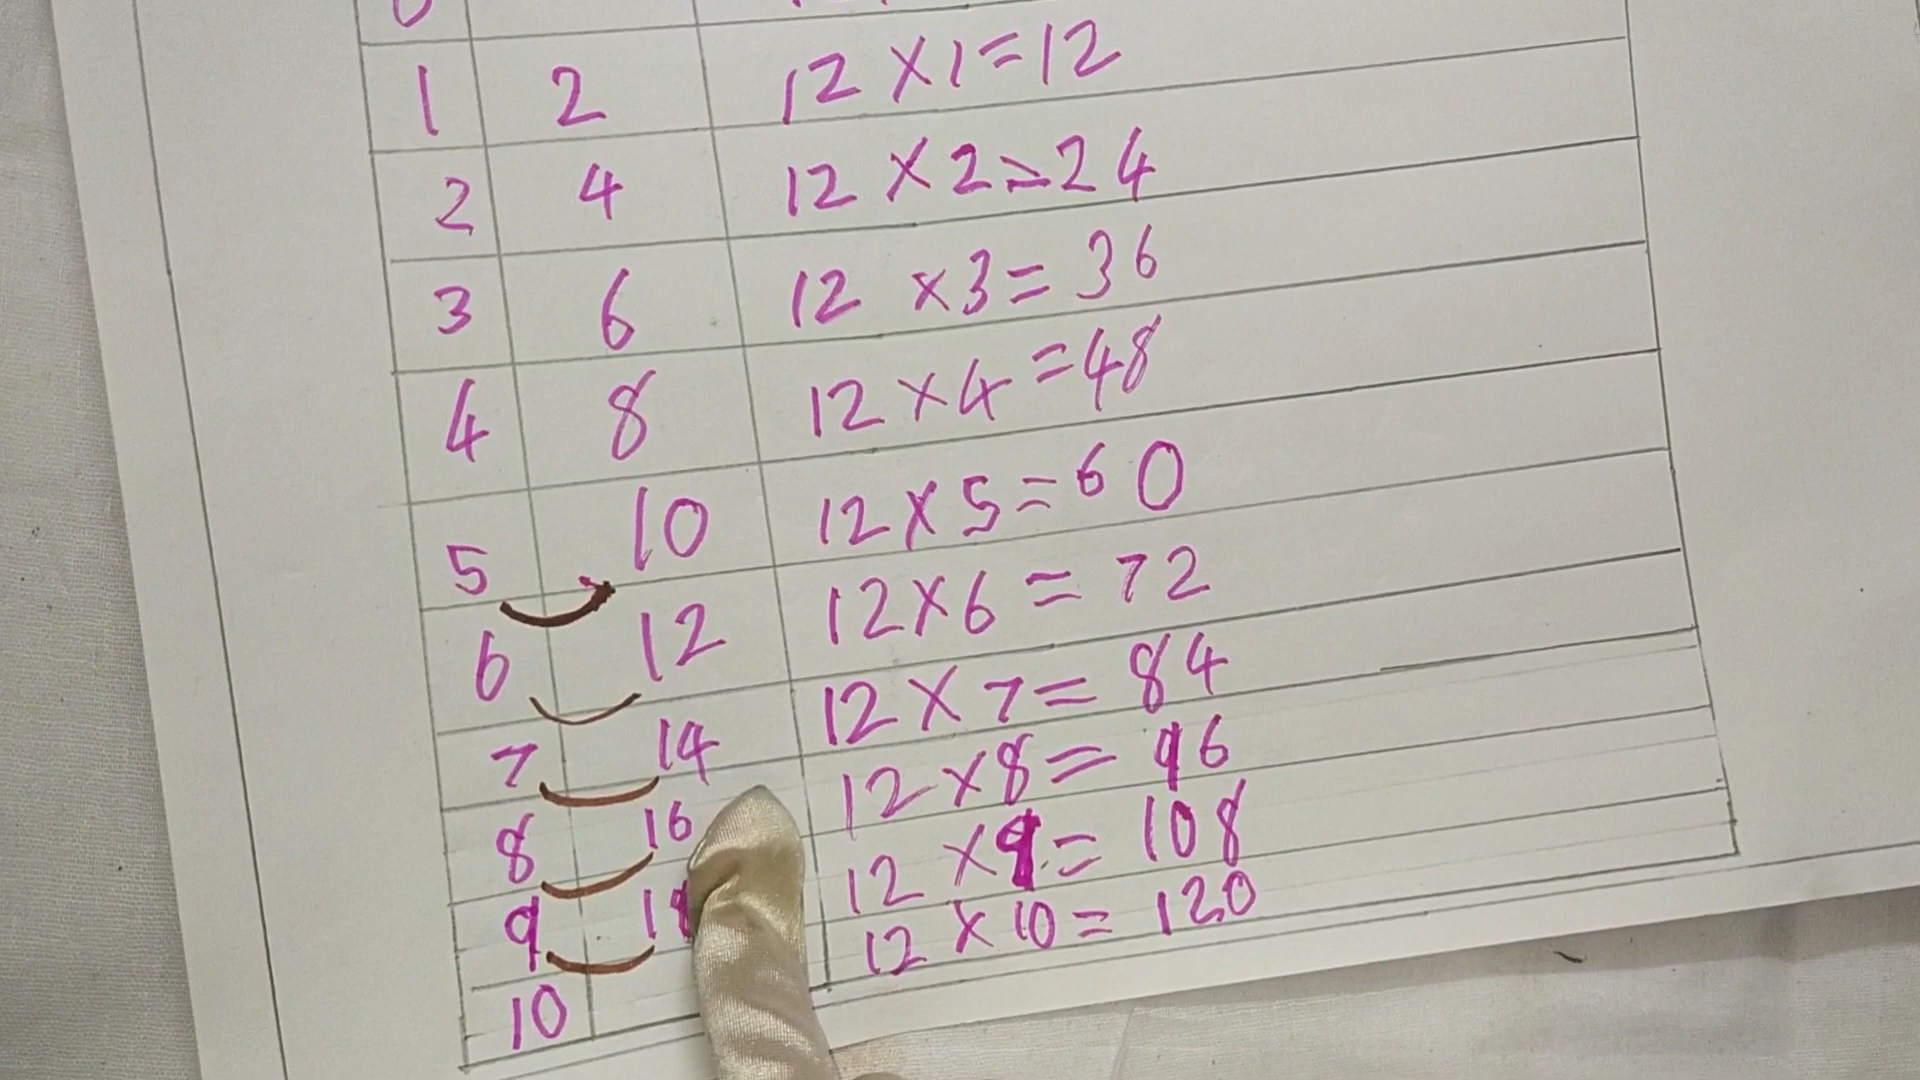 1 2 12 X 1 = 12
2 4 12 X 2 = 24
3 6 12 x 3 = 36
4 8 12 x 4 = 48
5 10 12 X 5 = 60
6 12 12 X 6 = 72
7 14 12 X 7 = 84
8 16 12 x 8 = 96
9 12 X 9 = 108
10 12 X 10 = 120